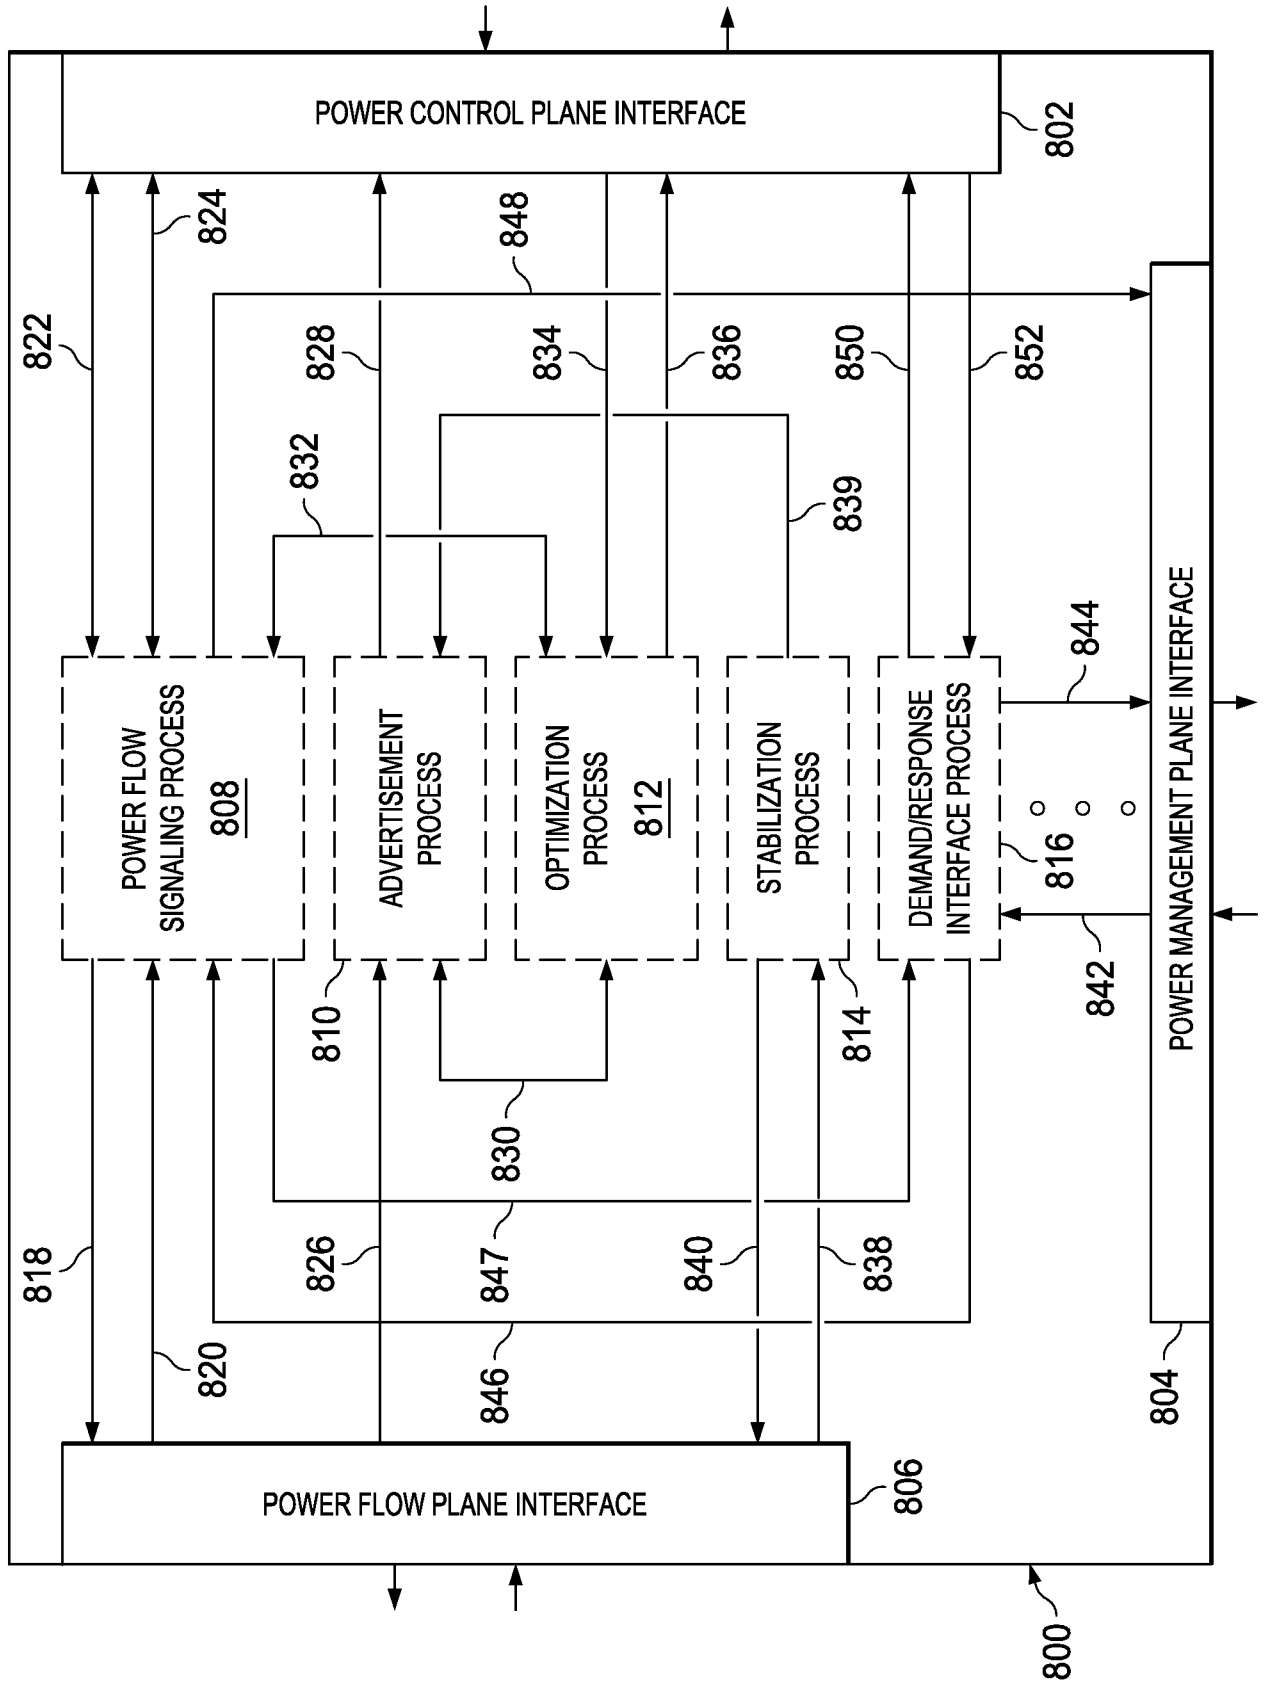 POWER CONTROL PLANE INTERFACE
802
822
824
848
828
834
836
850
852
832
839
POWER FLOW
SIGNALING PROCESS
808
ADVERTISEMENT
PROCESS
810
OPTIMIZATION
PROCESS
812
STABILIZATION
PROCESS
814
DEMAND/RESPONSE
INTERFACE PROCESS
816
844
842
POWER MANAGEMENT PLANE INTERFACE
804
830
818
820
826
847
846
840
838
POWER FLOW PLANE INTERFACE
806
800